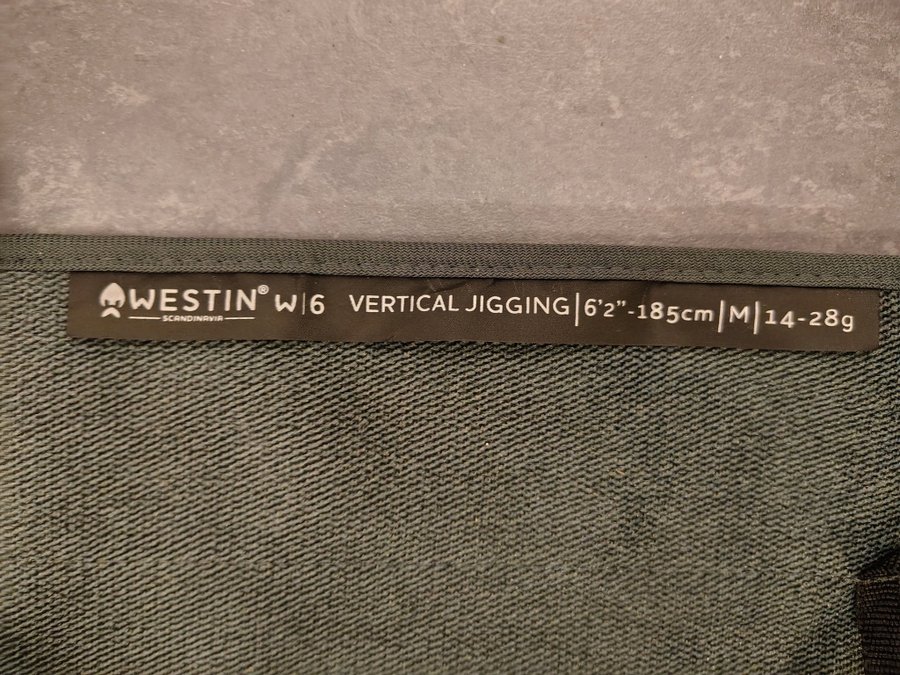 WESTIN® W|6 VERTICAL JIGGING|6'2"-185cm|M|14-28g
SCANDINAVIA